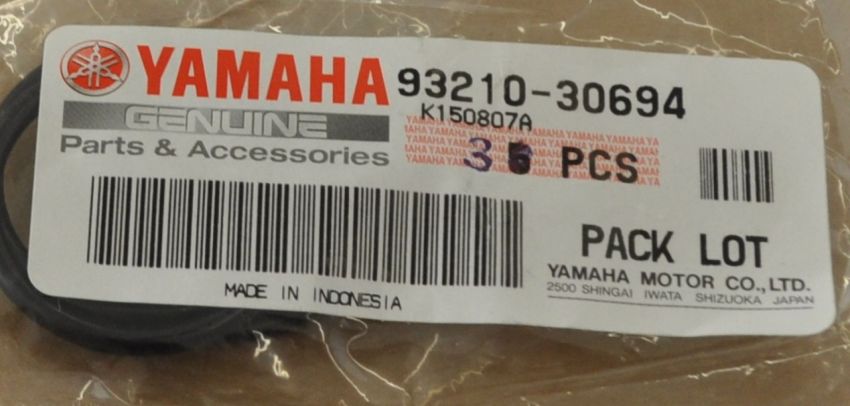 YAMAHA 93210-30694
GENUINE K150807A
Parts & Accessories 3 PCS
PACK LOT
YAMAHA MOTOR CO.,LTD.
2500 SHINGAI IWATA SHIZUOKA JAPAN
MADE IN INDONESIA